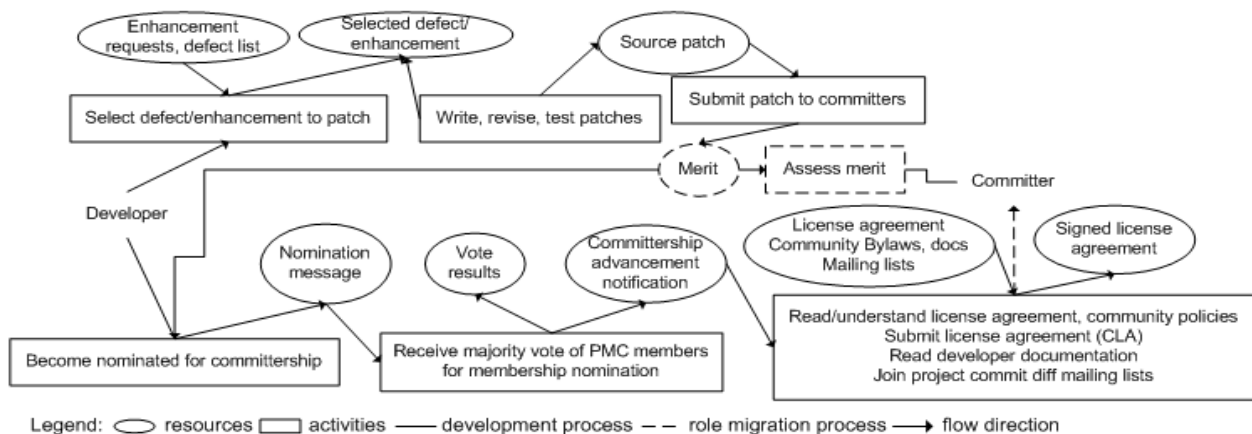 Enhancement
requests, defect list
Selected defect/
enhancement
Source patch
Select defect/enhancement to patch
Write, revise, test patches
Submit patch to committers
Merit
Assess merit
Committer
Developer
Nomination
message
Vote
results
Committership
advancement
notification
License agreement
Community Bylaws, docs
Mailing lists
Signed license
agreement
Become nominated for committership
Receive majority vote of PMC members
for membership nomination
Read/understand license agreement, community policies
Submit license agreement (CLA)
Read developer documentation
Join project commit diff mailing lists
Legend: resources activities development process role migration process flow direction